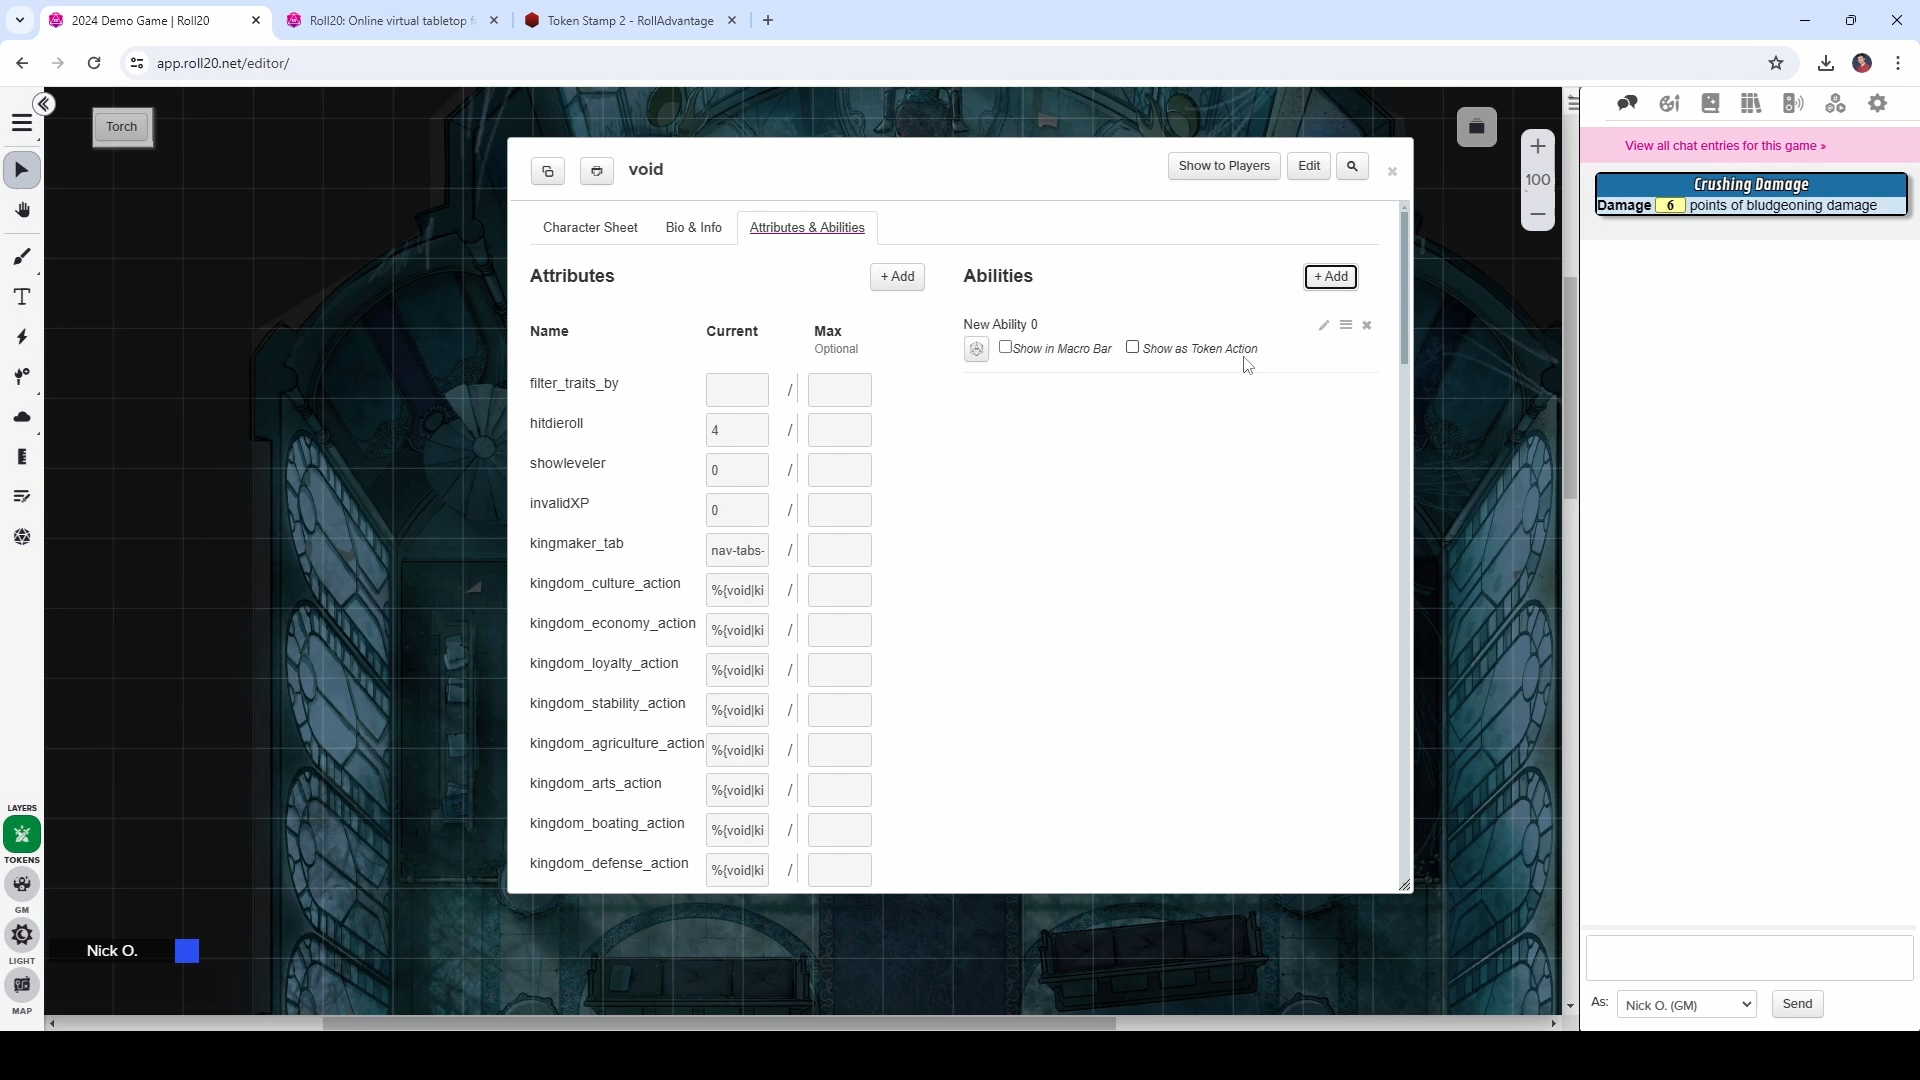 2024 Demo Game | Roll20
Roll20: Online virtual tabletop f
Token Stamp 2 - RollAdvantage
app.roll20.net/editor/
Torch
100
View all chat entries for this game »
Crushing Damage
Damage 6 points of bludgeoning damage
void
Show to Players
Edit
Character Sheet
Bio & Info
Attributes & Abilities
Attributes
+ Add
Abilities
+ Add
Name
Current
Max
Optional
New Ability 0
Show in Macro Bar
Show as Token Action
filter_traits_by /
hitdieroll 4 /
showleveler 0 /
invalidXP 0 /
kingmaker_tab nav-tabs- /
kingdom_culture_action %{void|ki /
kingdom_economy_action %{void|ki /
kingdom_loyalty_action %{void|ki /
kingdom_stability_action %{void|ki /
kingdom_agriculture_action %{void|ki /
kingdom_arts_action %{void|ki /
kingdom_boating_action %{void|ki /
kingdom_defense_action %{void|ki /
LAYERS
TOKENS
GM
LIGHT
MAP
Nick O.
As: Nick O. (GM)
Send